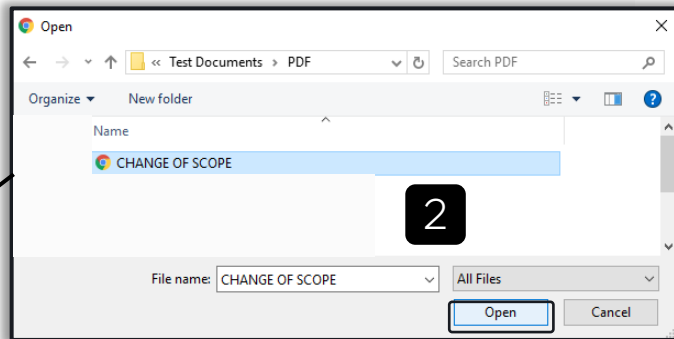 Open
« Test Documents › PDF
Search PDF
Organize New folder
Name
CHANGE OF SCOPE
2
File name: CHANGE OF SCOPE All Files
Open Cancel